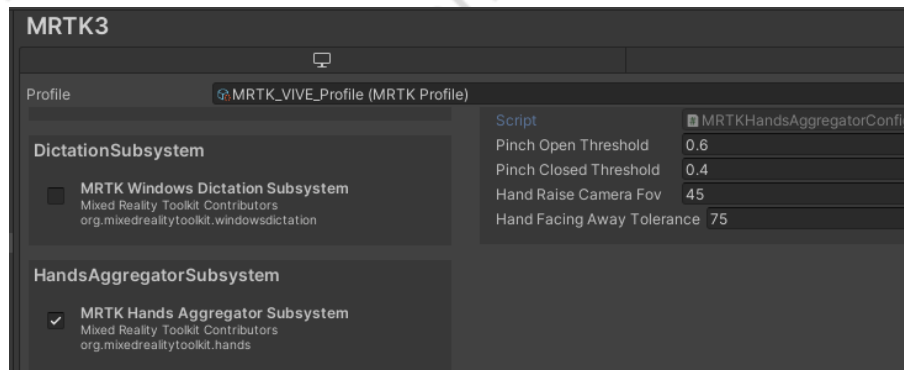 MRTK3
Profile
MRTK_VIVE_Profile (MRTK Profile)
DictationSubsystem
MRTK Windows Dictation Subsystem
Mixed Reality Toolkit Contributors
org.mixedrealitytoolkit.windowsdictation
HandsAggregatorSubsystem
MRTK Hands Aggregator Subsystem
Mixed Reality Toolkit Contributors
org.mixedrealitytoolkit.hands
Script MRTKHandsAggregatorConfi
Pinch Open Threshold 0.6
Pinch Closed Threshold 0.4
Hand Raise Camera Fov 45
Hand Facing Away Tolerance 75